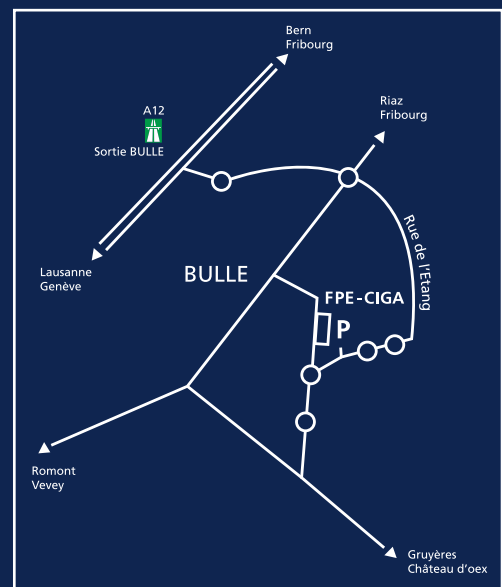 Bern
Fribourg
A12
Sortie BULLE
Riaz
Fribourg
Rue de l'Etang
Lausanne
Genève
BULLE
FPE-CIGA
P
Romont
Vevey
Gruyères
Château d'oex